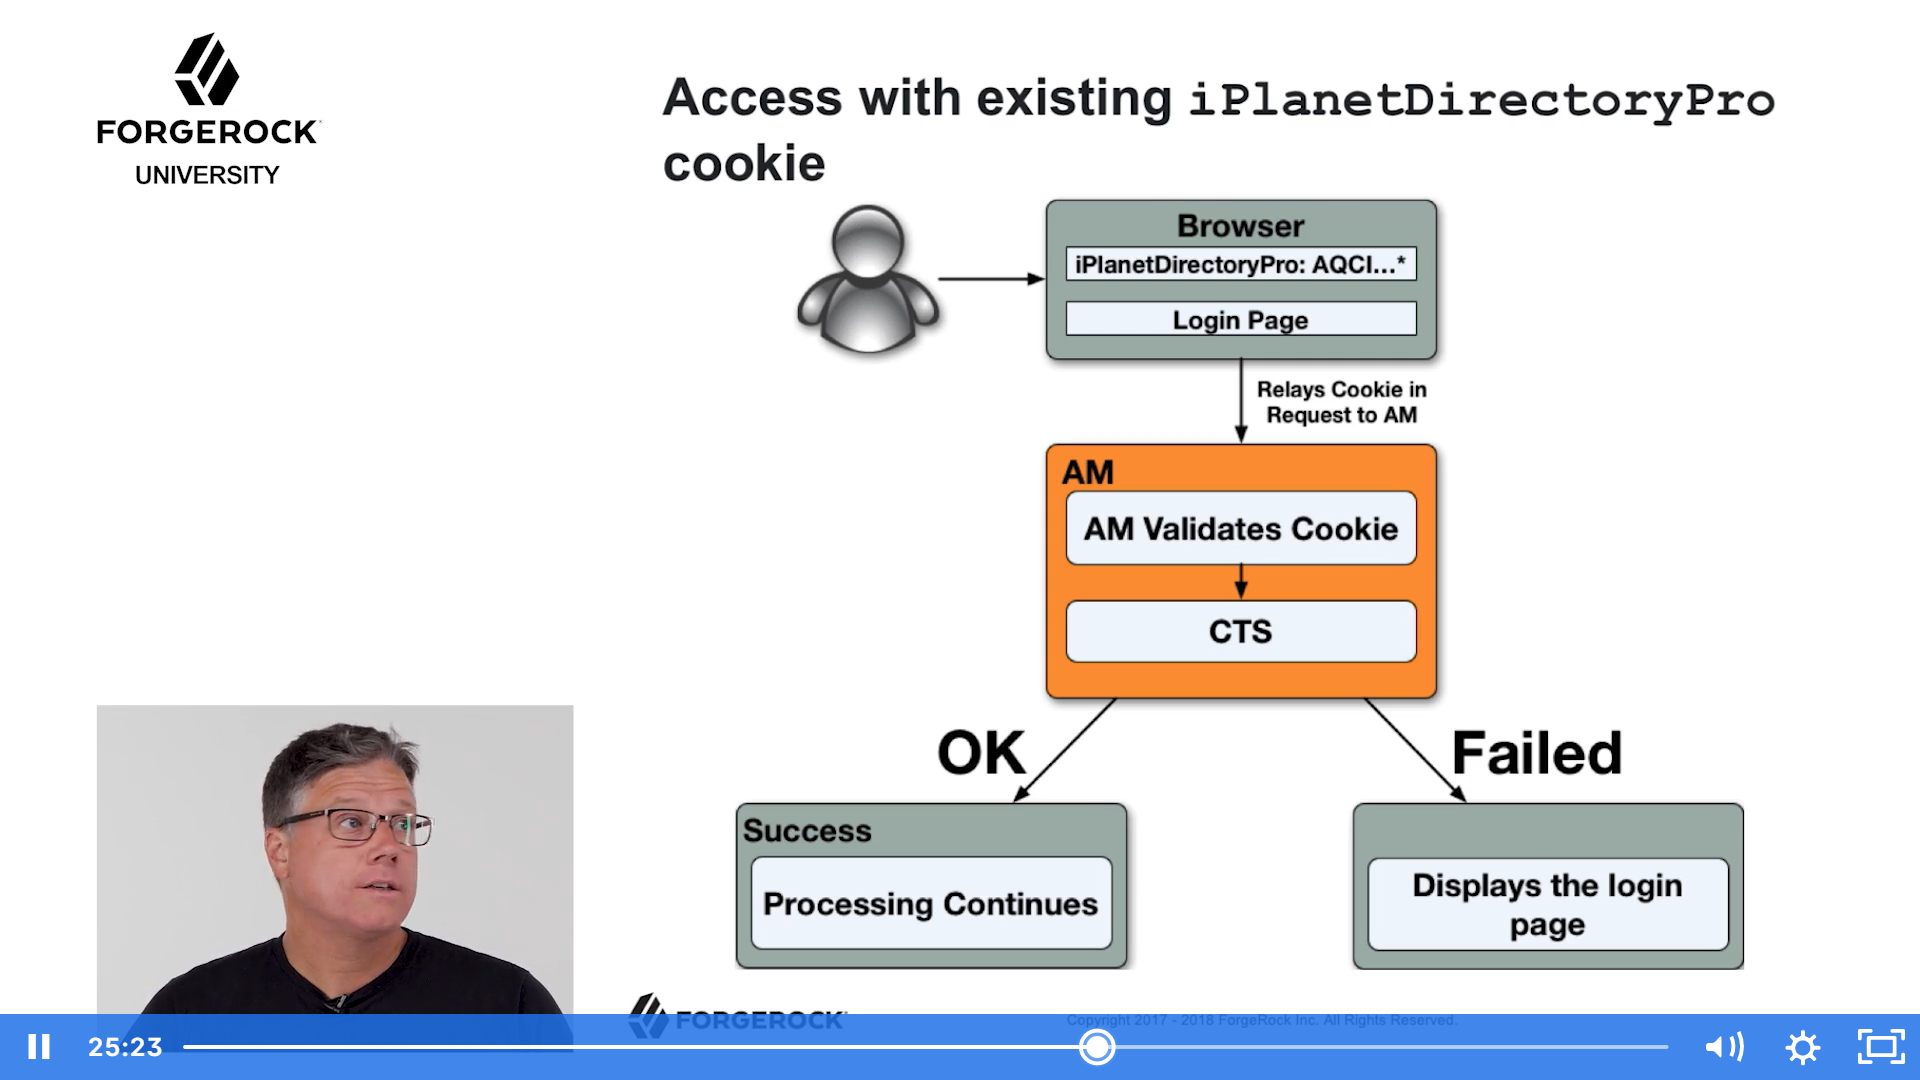 FORGEROCK
UNIVERSITY
Access with existing iPlanetDirectoryPro
cookie
Browser
iPlanetDirectoryPro: AQCI...*
Login Page
Relays Cookie in
Request to AM
AM
AM Validates Cookie
CTS
OK
Failed
Success
Processing Continues
Displays the login
page
FORGEROCK
Copyright 2017 - 2018 ForgeRock Inc. All Rights Reserved.
25:23